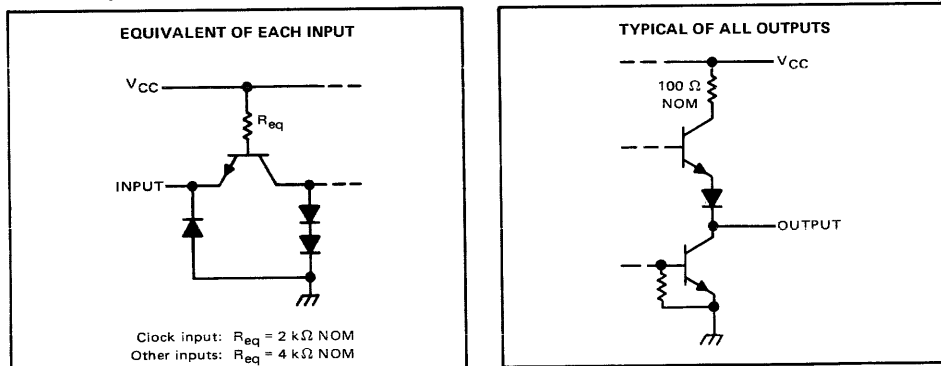 EQUIVALENT OF EACH INPUT
VCC
Req
INPUT
Clock input: Req = 2 kΩ NOM
Other inputs: Req = 4 kΩ NOM
TYPICAL OF ALL OUTPUTS
VCC
100 Ω
NOM
OUTPUT